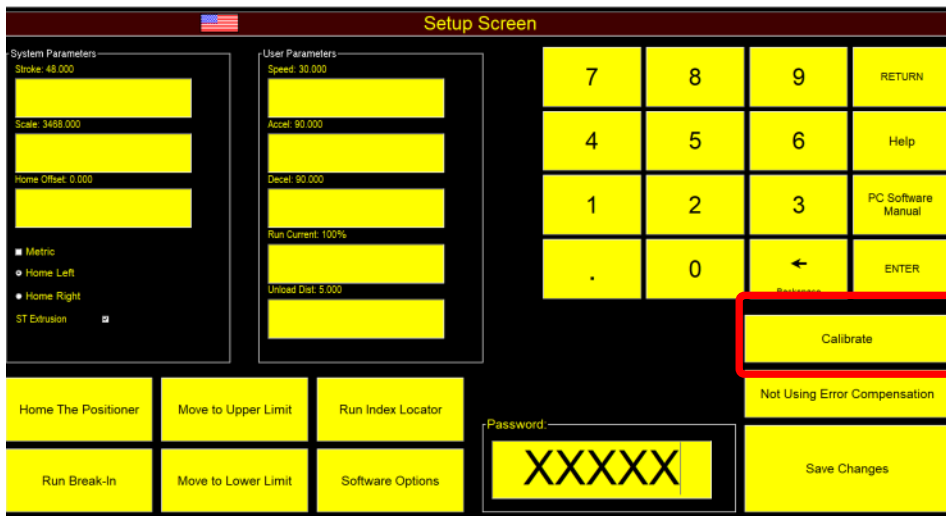 Setup Screen
System Parameters
Stroke: 48.000
Scale: 3468.000
Home Offset: 0.000
Metric
Home Left
Home Right
ST Extrusion
User Parameters
Speed: 30.000
Accel: 90.000
Decel: 90.000
Run Current: 100%
Unload Dist: 5.000
7 8 9 RETURN
4 5 6 Help
1 2 3 PC Software
Manual
. 0 ← ENTER
Backspace
Calibrate
Not Using Error Compensation
Save Changes
Home The Positioner
Move to Upper Limit
Run Index Locator
Run Break-In
Move to Lower Limit
Software Options
Password:
XXXXX